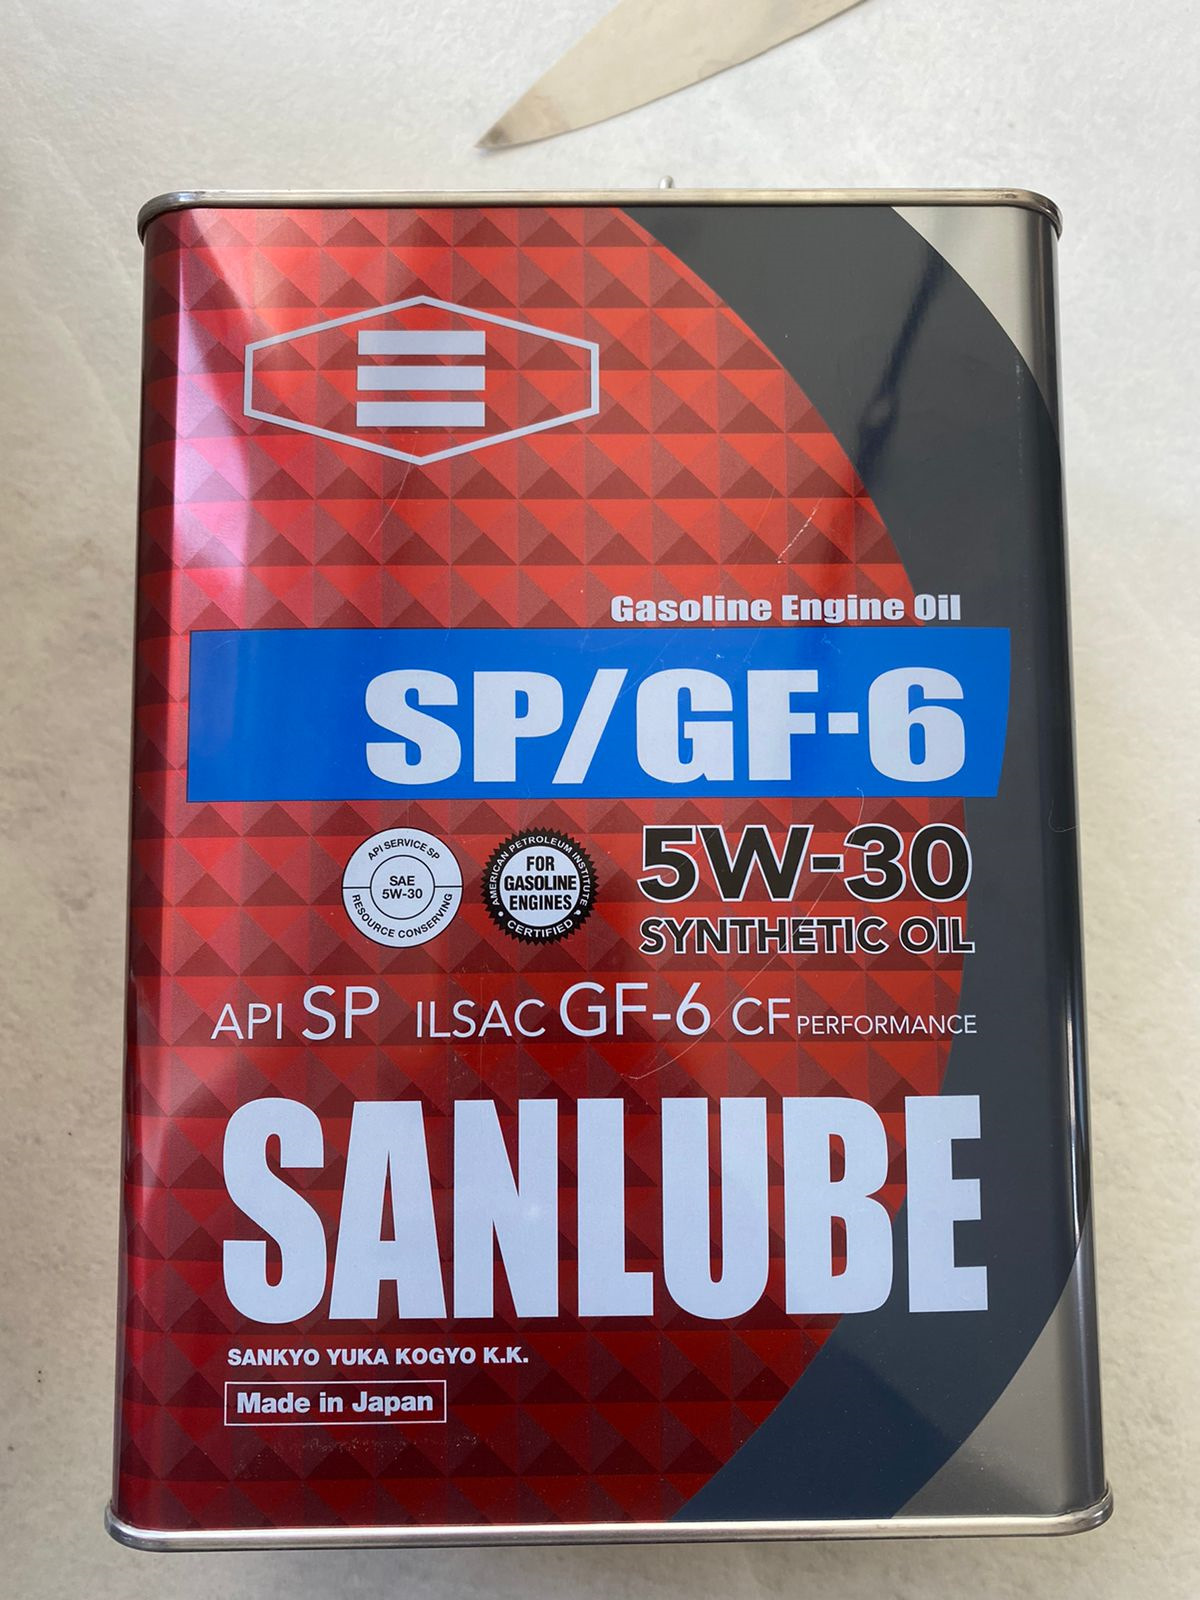 Gasoline Engine Oil
SP/GF-6
API SERVICE SP
SAE
5W-30
RESOURCE CONSERVING
AMERICAN PETROLEUM INSTITUTE
FOR
GASOLINE
ENGINES
CERTIFIED
5W-30
SYNTHETIC OIL
API SP ILSAC GF-6 CF PERFORMANCE
SANLUBE
SANKYO YUKA KOGYO K.K.
Made in Japan